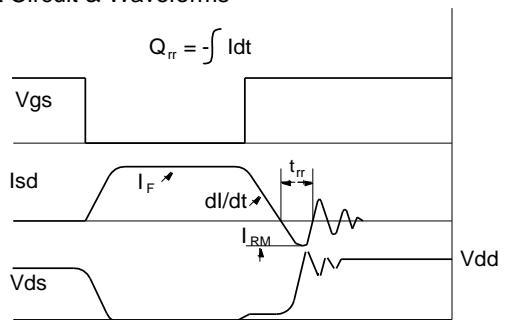 Circuit & Waveforms
Qrr = -∫ Idt
Vgs
Isd
IF
dI/dt
trr
IRM
Vds
Vdd